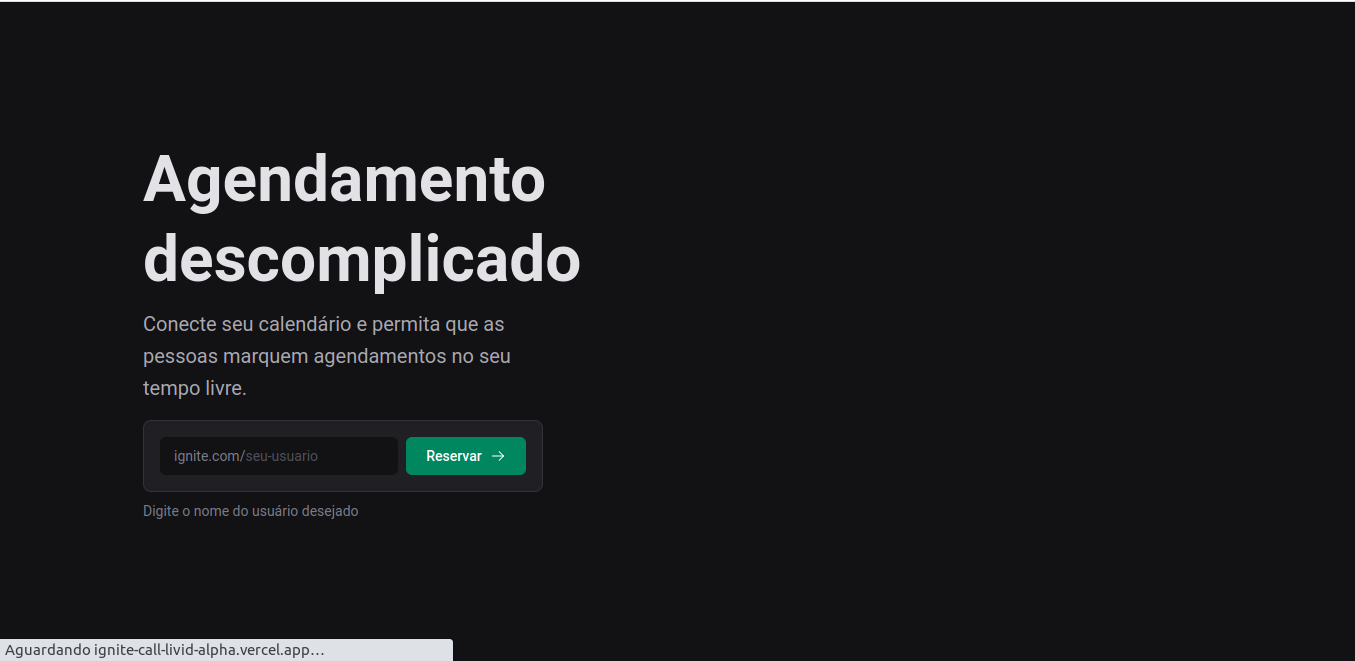 Agendamento
descomplicado
Conecte seu calendário e permita que as
pessoas marquem agendamentos no seu
tempo livre.
ignite.com/seu-usuario
Reservar →
Digite o nome do usuário desejado
Aguardando ignite-call-livid-alpha.vercel.app…